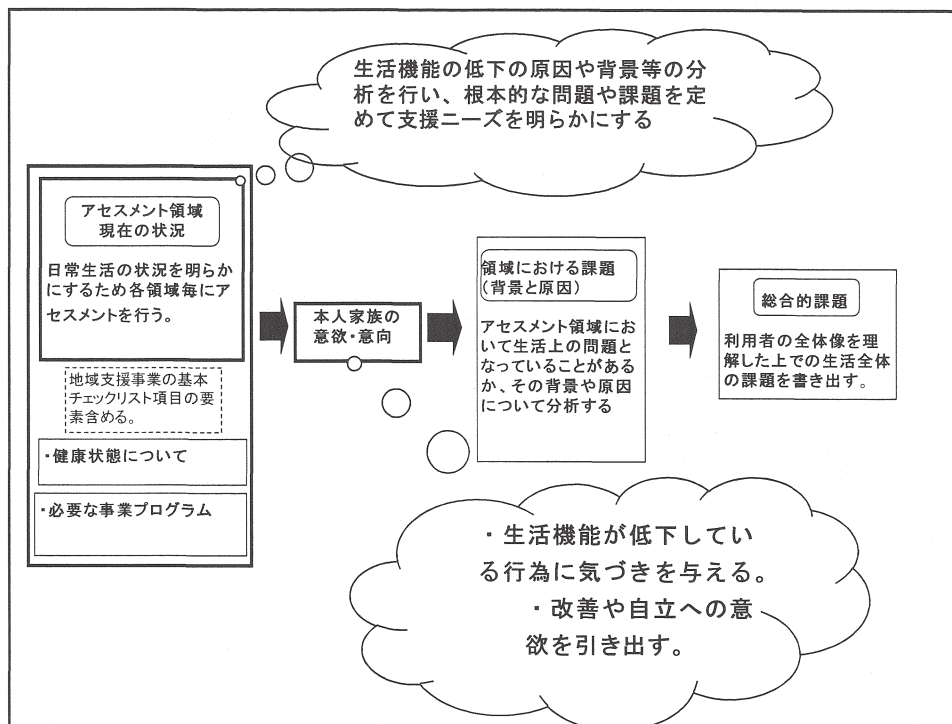 生活機能の低下の原因や背景等の分
析を行い、根本的な問題や課題を定
めて支援ニーズを明らかにする
アセスメント領域
現在の状況
日常生活の状況を明らか
にするため各領域毎にア
セスメントを行う。
地域支援事業の基本
チェックリスト項目の要
素含める。
・健康状態について
・必要な事業プログラム
本人家族の
意欲・意向
領域における課題
(背景と原因)
アセスメント領域にお
いて生活上の問題と
なっていることがある
か、その背景や原因
について分析する
総合的課題
利用者の全体像を理
解した上での生活全体
の課題を書き出す。
・生活機能が低下してい
る行為に気づきを与える。
・改善や自立への意
欲を引き出す。